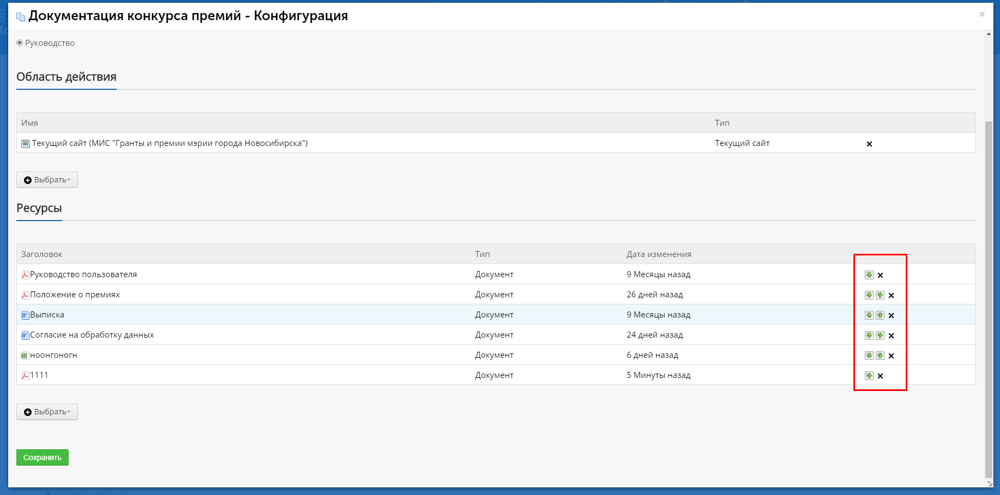 Документация конкурса премий - Конфигурация
×
Руководство
Область действия
Имя Тип
Текущий сайт (МИС "Гранты и премии мэрии города Новосибирска") Текущий сайт
Выбрать
Ресурсы
Заголовок Тип Дата изменения
Руководство пользователя Документ 9 Месяцы назад
Положение о премиях Документ 26 дней назад
Выписка Документ 9 Месяцы назад
Согласие на обработку данных Документ 24 дней назад
ноонгоногн Документ 6 дней назад
1111 Документ 5 Минуты назад
Выбрать
Сохранить